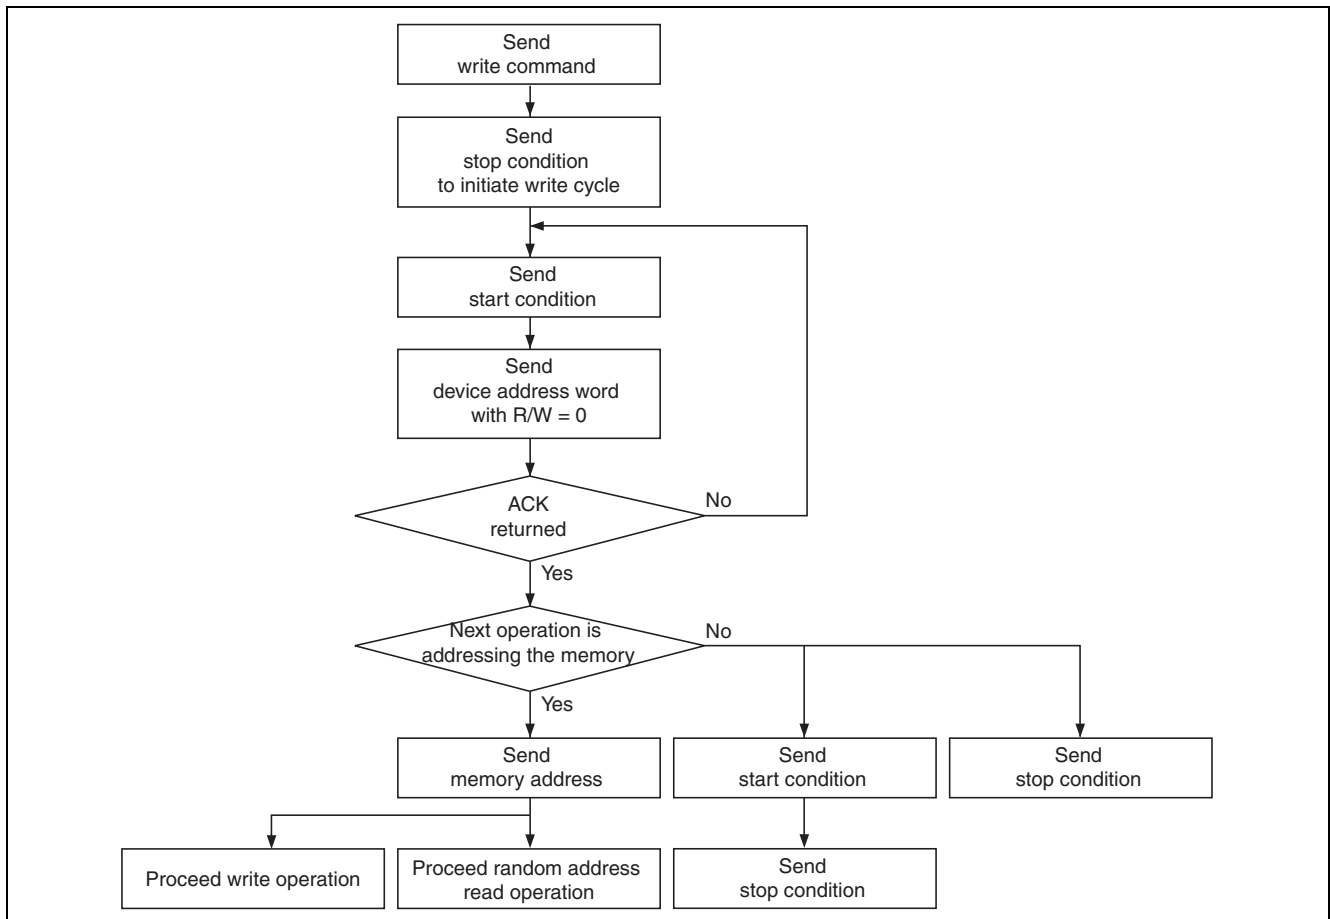 Send
write command
Send
stop condition
to initiate write cycle
Send
start condition
Send
device address word
with R/W = 0
ACK
returned
No
Yes
Next operation is
addressing the memory
No
Yes
Send
memory address
Send
start condition
Send
stop condition
Proceed write operation
Proceed random address
read operation
Send
stop condition